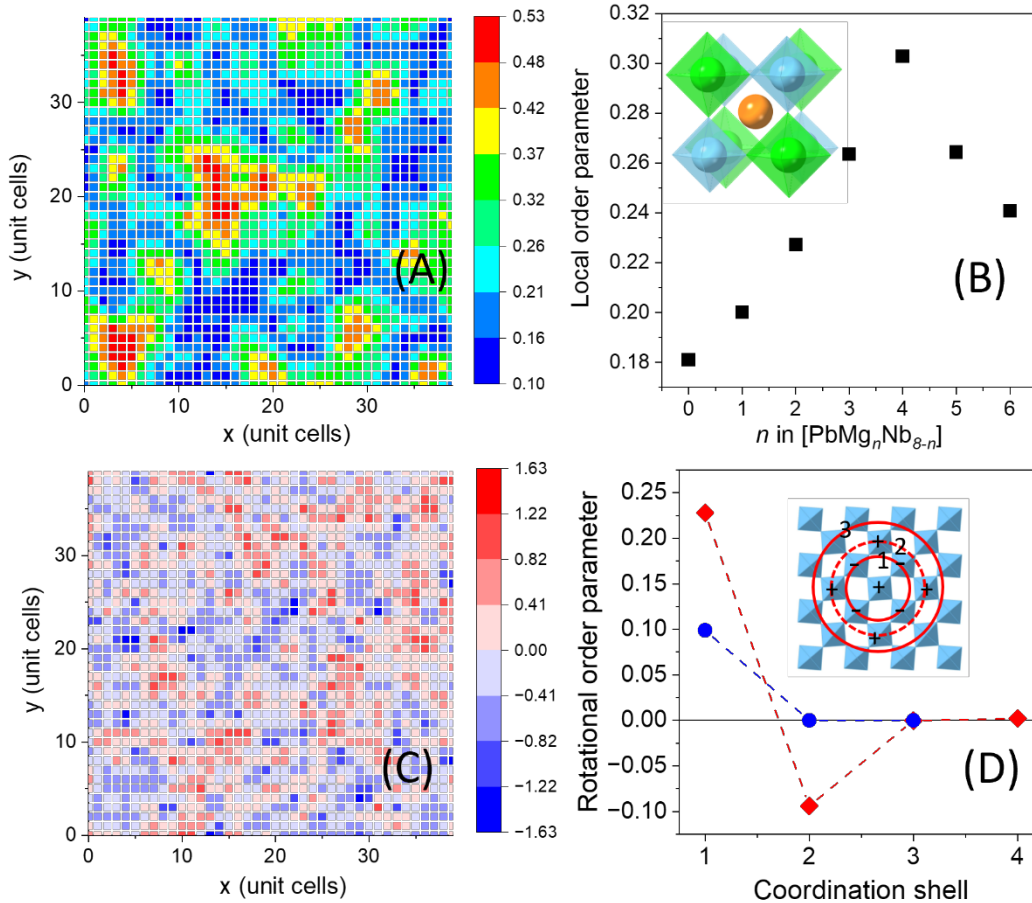 0.53
0.48
0.42
0.37
0.32
0.26
0.21
0.16
0.10
30
20
10
0
0 10 20 30
y (unit cells)
x (unit cells)
(A)
0.32
0.30
0.28
0.26
0.24
0.22
0.20
0.18
0 1 2 3 4 5 6
Local order parameter
n in [PbMgnNb8-n]
(B)
1.63
1.22
0.82
0.41
0.00
−0.41
−0.82
−1.22
−1.63
30
20
10
0
0 10 20 30
y (unit cells)
x (unit cells)
(C)
0.25
0.20
0.15
0.10
0.05
0.00
−0.05
−0.10
1 2 3 4
Rotational order parameter
Coordination shell
3 + 2
- 1 -
+ + +
- -
+
(D)